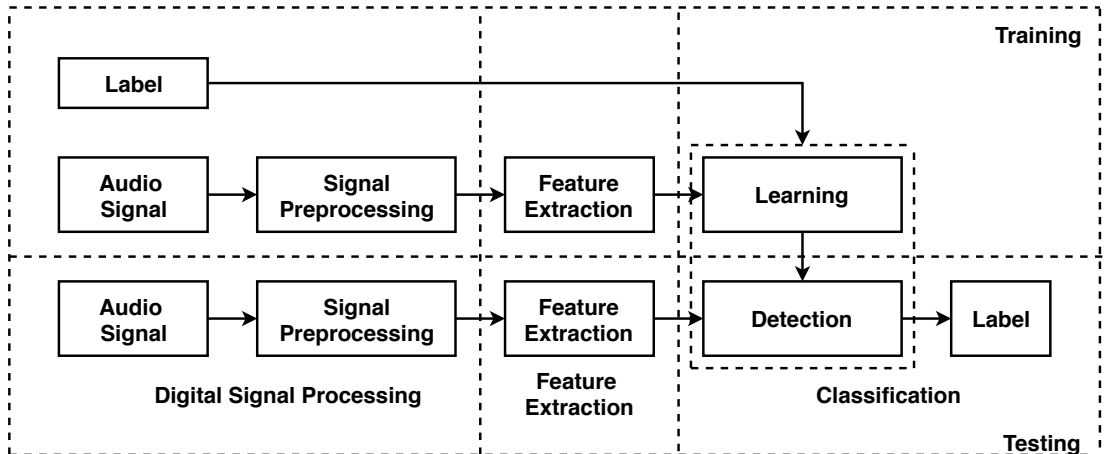 Training
Label
Audio
Signal
Signal
Preprocessing
Feature
Extraction
Learning
Audio
Signal
Signal
Preprocessing
Feature
Extraction
Detection
Label
Digital Signal Processing
Feature
Extraction
Classification
Testing